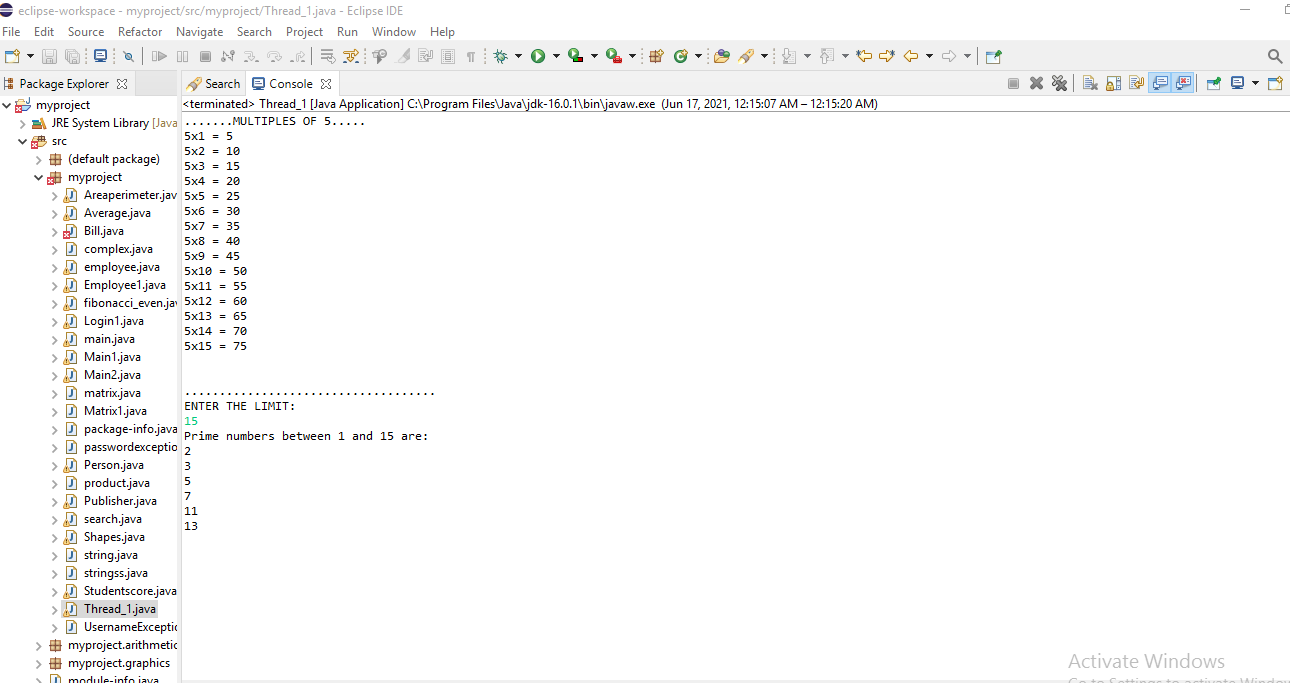 eclipse-workspace - myproject/src/myproject/Thread_1.java - Eclipse IDE
File Edit Source Refactor Navigate Search Project Run Window Help
Package Explorer
Search Console
<terminated> Thread_1 [Java Application] C:\Program Files\Java\jdk-16.0.1\bin\javaw.exe (Jun 17, 2021, 12:15:07 AM – 12:15:20 AM)
myproject
JRE System Library [Java
src
(default package)
myproject
Areaperimeter.jav
Average.java
Bill.java
complex.java
employee.java
Employee1.java
fibonacci_even.jav
Login1.java
main.java
Main1.java
Main2.java
matrix.java
Matrix1.java
package-info.java
passwordexceptio
Person.java
product.java
Publisher.java
search.java
Shapes.java
string.java
stringss.java
Studentscore.java
Thread_1.java
UsernameExceptic
myproject.arithmetic
myproject.graphics
module-info.java
.......MULTIPLES OF 5.....
5x1 = 5
5x2 = 10
5x3 = 15
5x4 = 20
5x5 = 25
5x6 = 30
5x7 = 35
5x8 = 40
5x9 = 45
5x10 = 50
5x11 = 55
5x12 = 60
5x13 = 65
5x14 = 70
5x15 = 75
....................................
ENTER THE LIMIT:
15
Prime numbers between 1 and 15 are:
2
3
5
7
11
13
Activate Windows
Go to Settings to activate Window